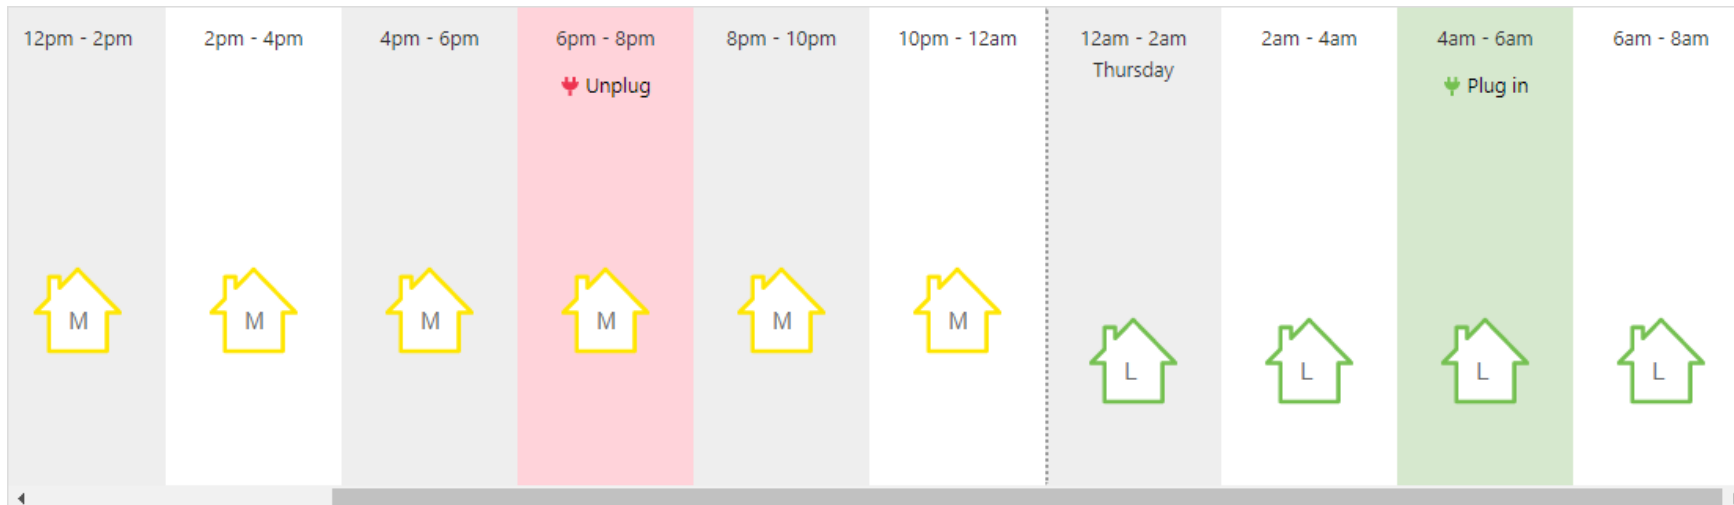 12pm - 2pm
2pm - 4pm
4pm - 6pm
6pm - 8pm
8pm - 10pm
10pm - 12am
12am - 2am
2am - 4am
4am - 6am
6am - 8am
Thursday
Unplug
Plug in
M
M
M
M
M
M
L
L
L
L